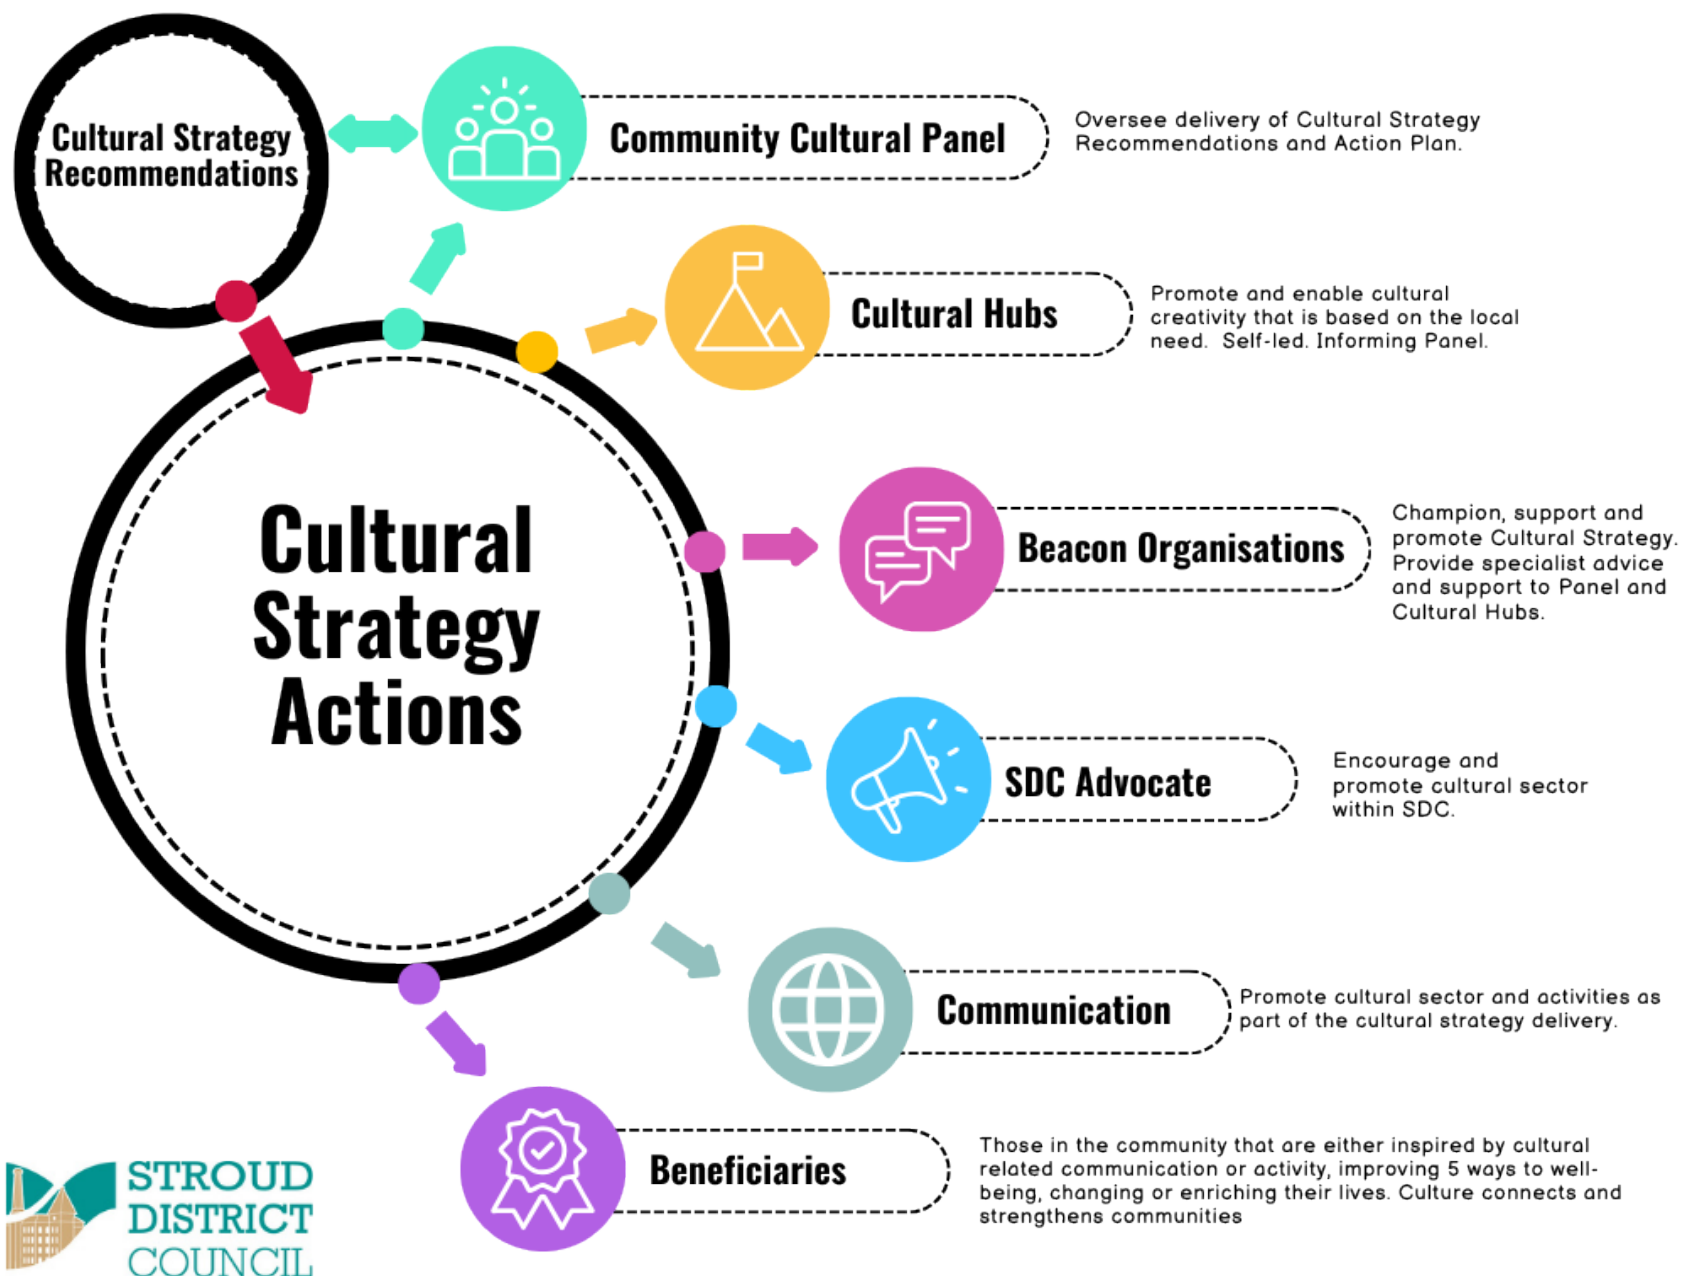 Cultural Strategy
Recommendations
Community Cultural Panel
Oversee delivery of Cultural Strategy
Recommendations and Action Plan.
Cultural Hubs
Promote and enable cultural
creativity that is based on the local
need. Self-led. Informing Panel.
Cultural
Strategy
Actions
Beacon Organisations
Champion, support and
promote Cultural Strategy.
Provide specialist advice
and support to Panel and
Cultural Hubs.
SDC Advocate
Encourage and
promote cultural sector
within SDC.
Communication
Promote cultural sector and activities as
part of the cultural strategy delivery.
Beneficiaries
Those in the community that are either inspired by cultural
related communication or activity, improving 5 ways to well-
being, changing or enriching their lives. Culture connects and
strengthens communities
STROUD
DISTRICT
COUNCIL